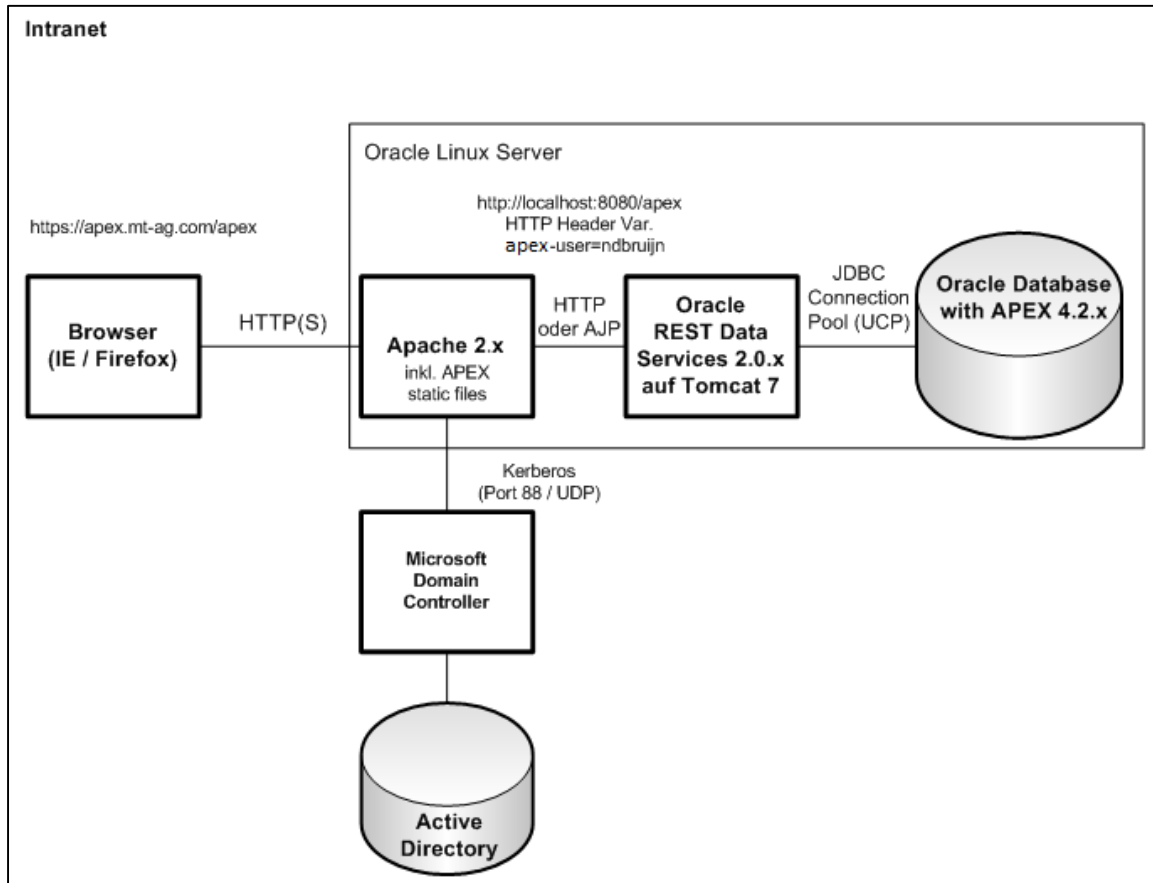 Intranet
Oracle Linux Server
https://apex.mt-ag.com/apex
http://localhost:8080/apex
HTTP Header Var.
apex-user=ndbruijn
Browser
(IE / Firefox)
HTTP(S)
Apache 2.x
inkl. APEX
static files
HTTP
oder AJP
Oracle
REST Data
Services 2.0.x
auf Tomcat 7
JDBC
Connection
Pool (UCP)
Oracle Database
with APEX 4.2.x
Kerberos
(Port 88 / UDP)
Microsoft
Domain
Controller
Active
Directory